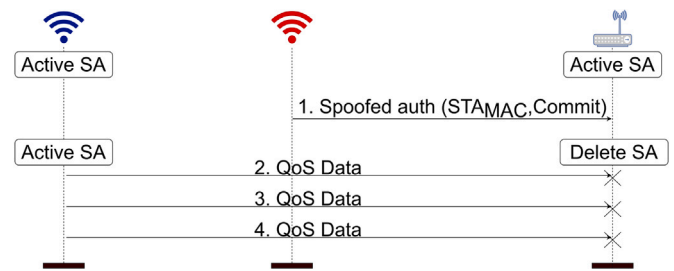 Active SA
Active SA
1. Spoofed auth (STAMAC,Commit)
Active SA
Delete SA
2. QoS Data
3. QoS Data
4. QoS Data